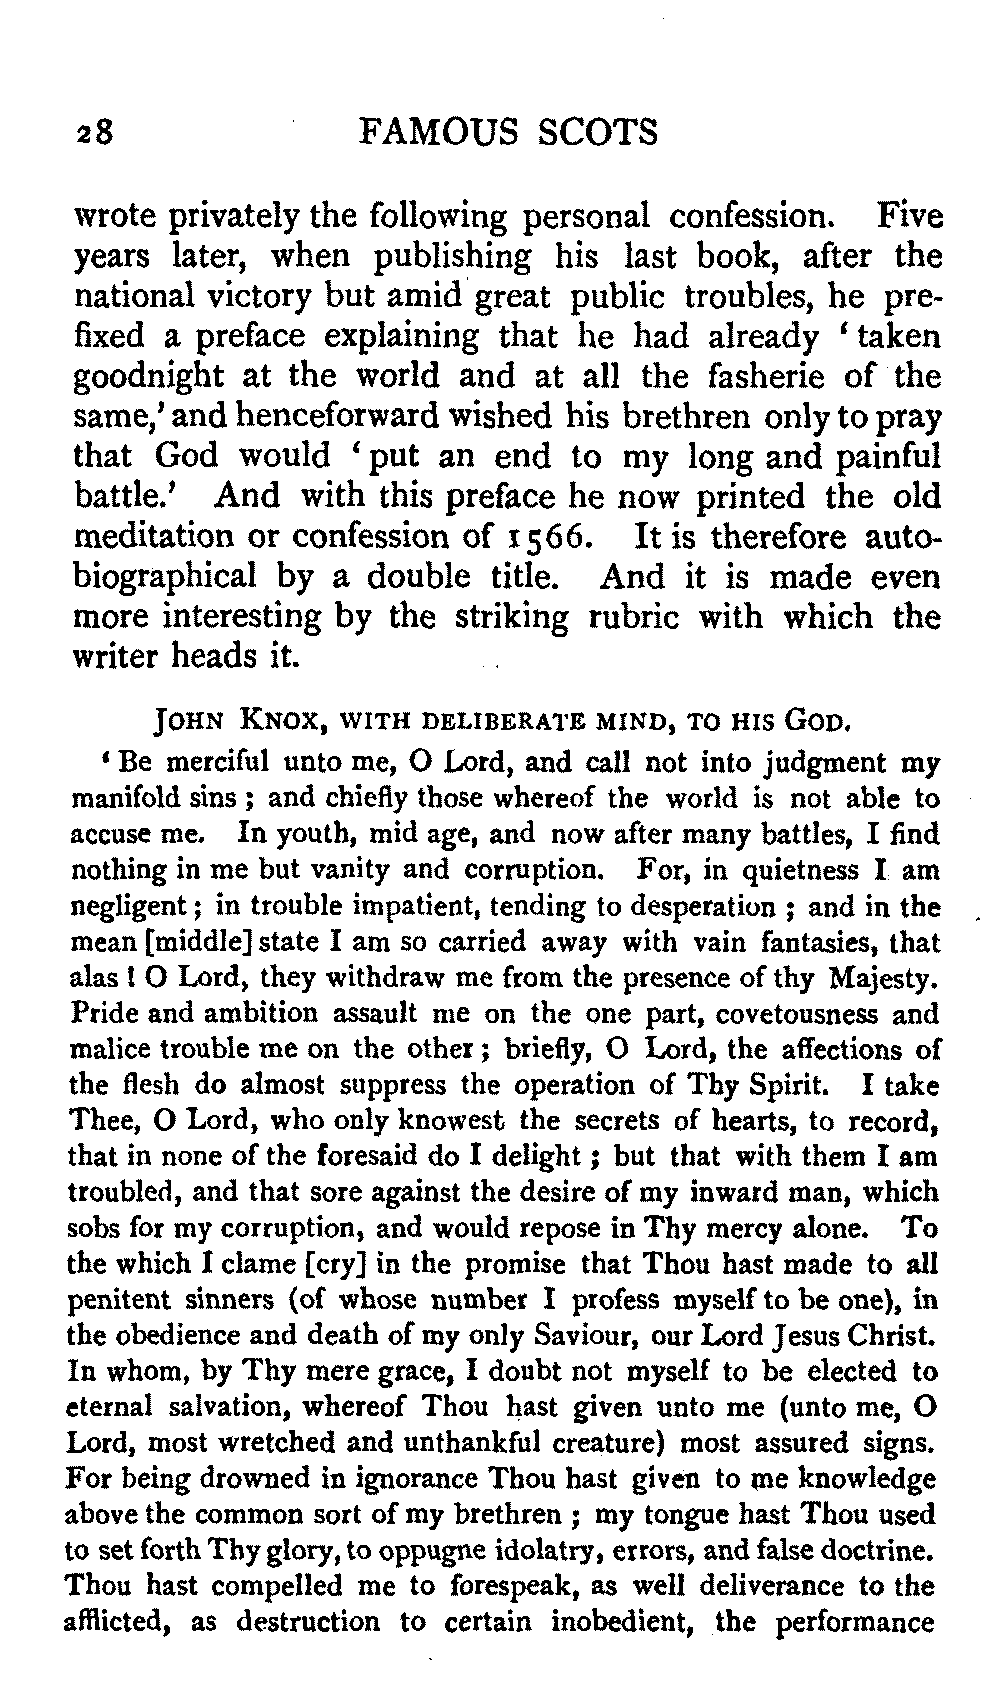 28 FAMOUS SCOTS
wrote privately the following personal confession. Five
years later, when publishing his last book, after the
national victory but amid great public troubles, he pre-
fixed a preface explaining that he had already ‘ taken
goodnight at the world and at all the fasherie of the
same,’ and henceforward wished his brethren only to pray
that God would ‘ put an end to my long and painful
battle.’ And with this preface he now printed the old
meditation or confession of 1566. It is therefore auto-
biographical by a double title. And it is made even
more interesting by the striking rubric with which the
writer heads it.
JOHN KNOX, WITH DELIBERATE MIND, TO HIS GOD.
‘ Be merciful unto me, O Lord, and call not into judgment my
manifold sins ; and chiefly those whereof the world is not able to
accuse me. In youth, mid age, and now after many battles, I find
nothing in me but vanity and corruption. For, in quietness I am
negligent ; in trouble impatient, tending to desperation ; and in the
mean [middle] state I am so carried away with vain fantasies, that
alas ! O Lord, they withdraw me from the presence of thy Majesty.
Pride and ambition assault me on the one part, covetousness and
malice trouble me on the other ; briefly, O Lord, the affections of
the flesh do almost suppress the operation of Thy Spirit. I take
Thee, O Lord, who only knowest the secrets of hearts, to record,
that in none of the foresaid do I delight ; but that with them I am
troubled, and that sore against the desire of my inward man, which
sobs for my corruption, and would repose in Thy mercy alone. To
the which I clame [cry] in the promise that Thou hast made to all
penitent sinners (of whose number I profess myself to be one), in
the obedience and death of my only Saviour, our Lord Jesus Christ.
In whom, by Thy mere grace, I doubt not myself to be elected to
eternal salvation, whereof Thou hast given unto me (unto me, O
Lord, most wretched and unthankful creature) most assured signs.
For being drowned in ignorance Thou hast given to me knowledge
above the common sort of my brethren ; my tongue hast Thou used
to set forth Thy glory, to oppugne idolatry, errors, and false doctrine.
Thou hast compelled me to forespeak, as well deliverance to the
afflicted, as destruction to certain inobedient, the performance